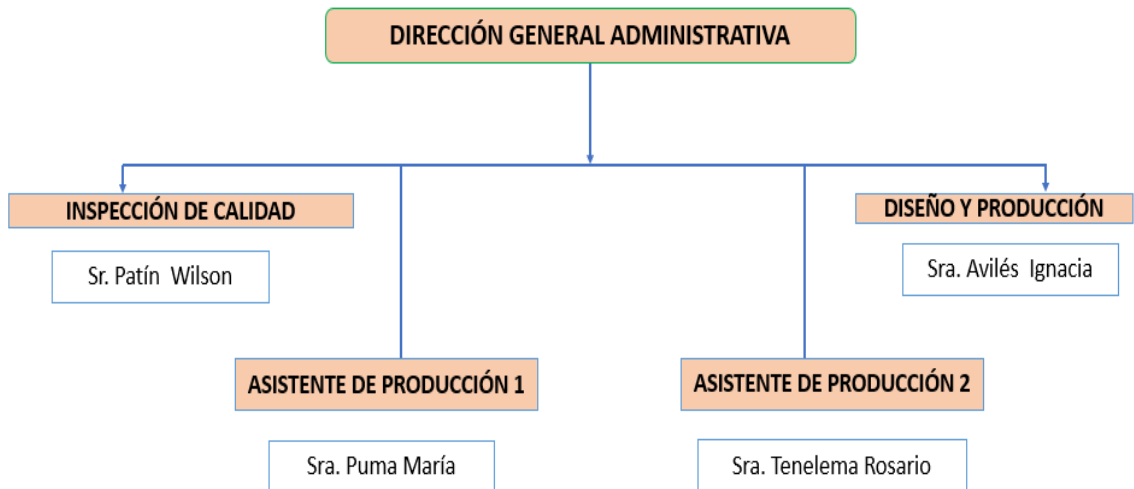 DIRECCIÓN GENERAL ADMINISTRATIVA
INSPECCIÓN DE CALIDAD
Sr. Patín Wilson
DISEÑO Y PRODUCCIÓN
Sra. Avilés Ignacia
ASISTENTE DE PRODUCCIÓN 1
Sra. Puma María
ASISTENTE DE PRODUCCIÓN 2
Sra. Tenelema Rosario